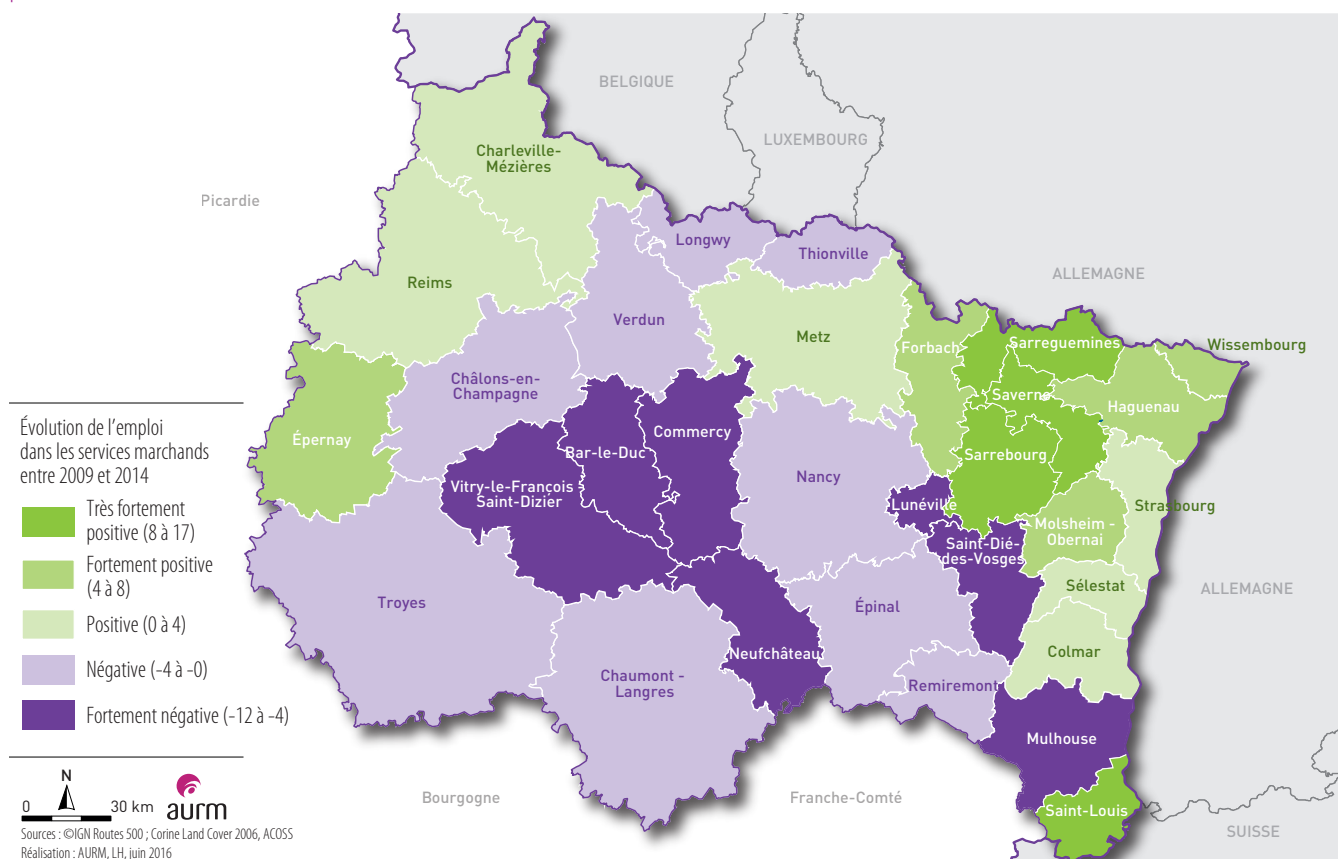 BELGIQUE
LUXEMBOURG
Charleville-
Mézières
Picardie
Longwy
Thionville
ALLEMAGNE
Reims
Verdun
Metz
Forbach
Sarreguemines
Wissembourg
Châlons-en-
Champagne
Saverne
Haguenau
Épernay
Commercy
Bar-le-Duc
Sarrebourg
Vitry-le-François
Saint-Dizier
Nancy
Lunéville
Strasbourg
Molsheim -
Obernai
Saint-Dié-
des-Vosges
ALLEMAGNE
Sélestat
Troyes
Épinal
Colmar
Neufchâteau
Chaumont -
Langres
Remiremont
Mulhouse
Bourgogne
Franche-Comté
Saint-Louis
SUISSE
Évolution de l'emploi
dans les services marchands
entre 2009 et 2014
Très fortement
positive (8 à 17)
Fortement positive
(4 à 8)
Positive (0 à 4)
Négative (-4 à -0)
Fortement négative (-12 à -4)
N
0 30 km
aurm
Sources : ©IGN Routes 500 ; Corine Land Cover 2006, ACOSS
Réalisation : AURM, LH, juin 2016